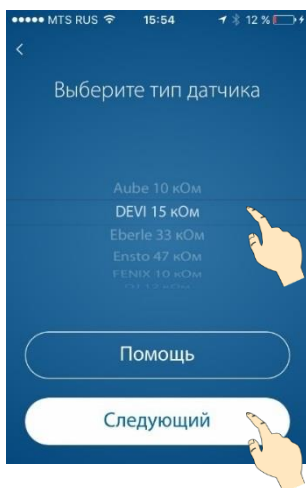 MTS RUS 15:54 12 %
Выберите тип датчика
Aube 10 кОм
DEVI 15 кОм
Eberle 33 кОм
Ensto 47 кОм
FENIX 10 кОм
Помощь
Следующий